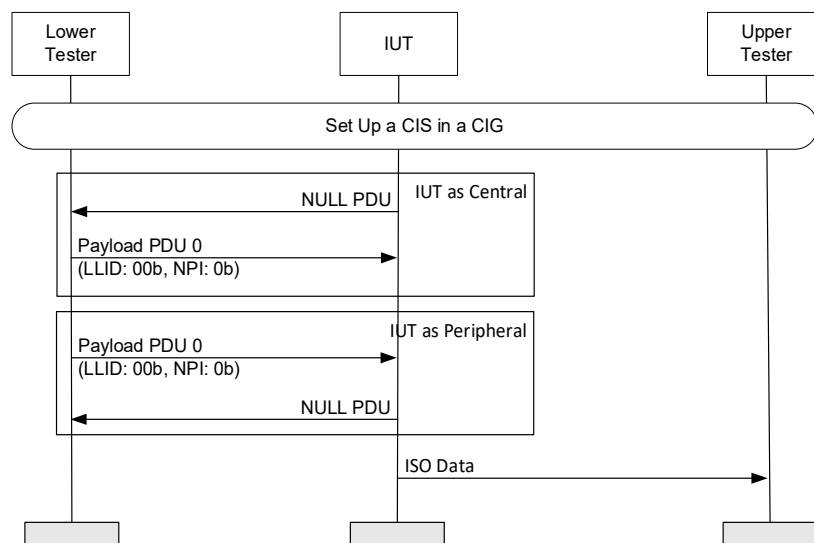 Lower
Tester
IUT
Upper
Tester
Set Up a CIS in a CIG
IUT as Central
NULL PDU
Payload PDU 0
(LLID: 00b, NPI: 0b)
IUT as Peripheral
Payload PDU 0
(LLID: 00b, NPI: 0b)
NULL PDU
ISO Data